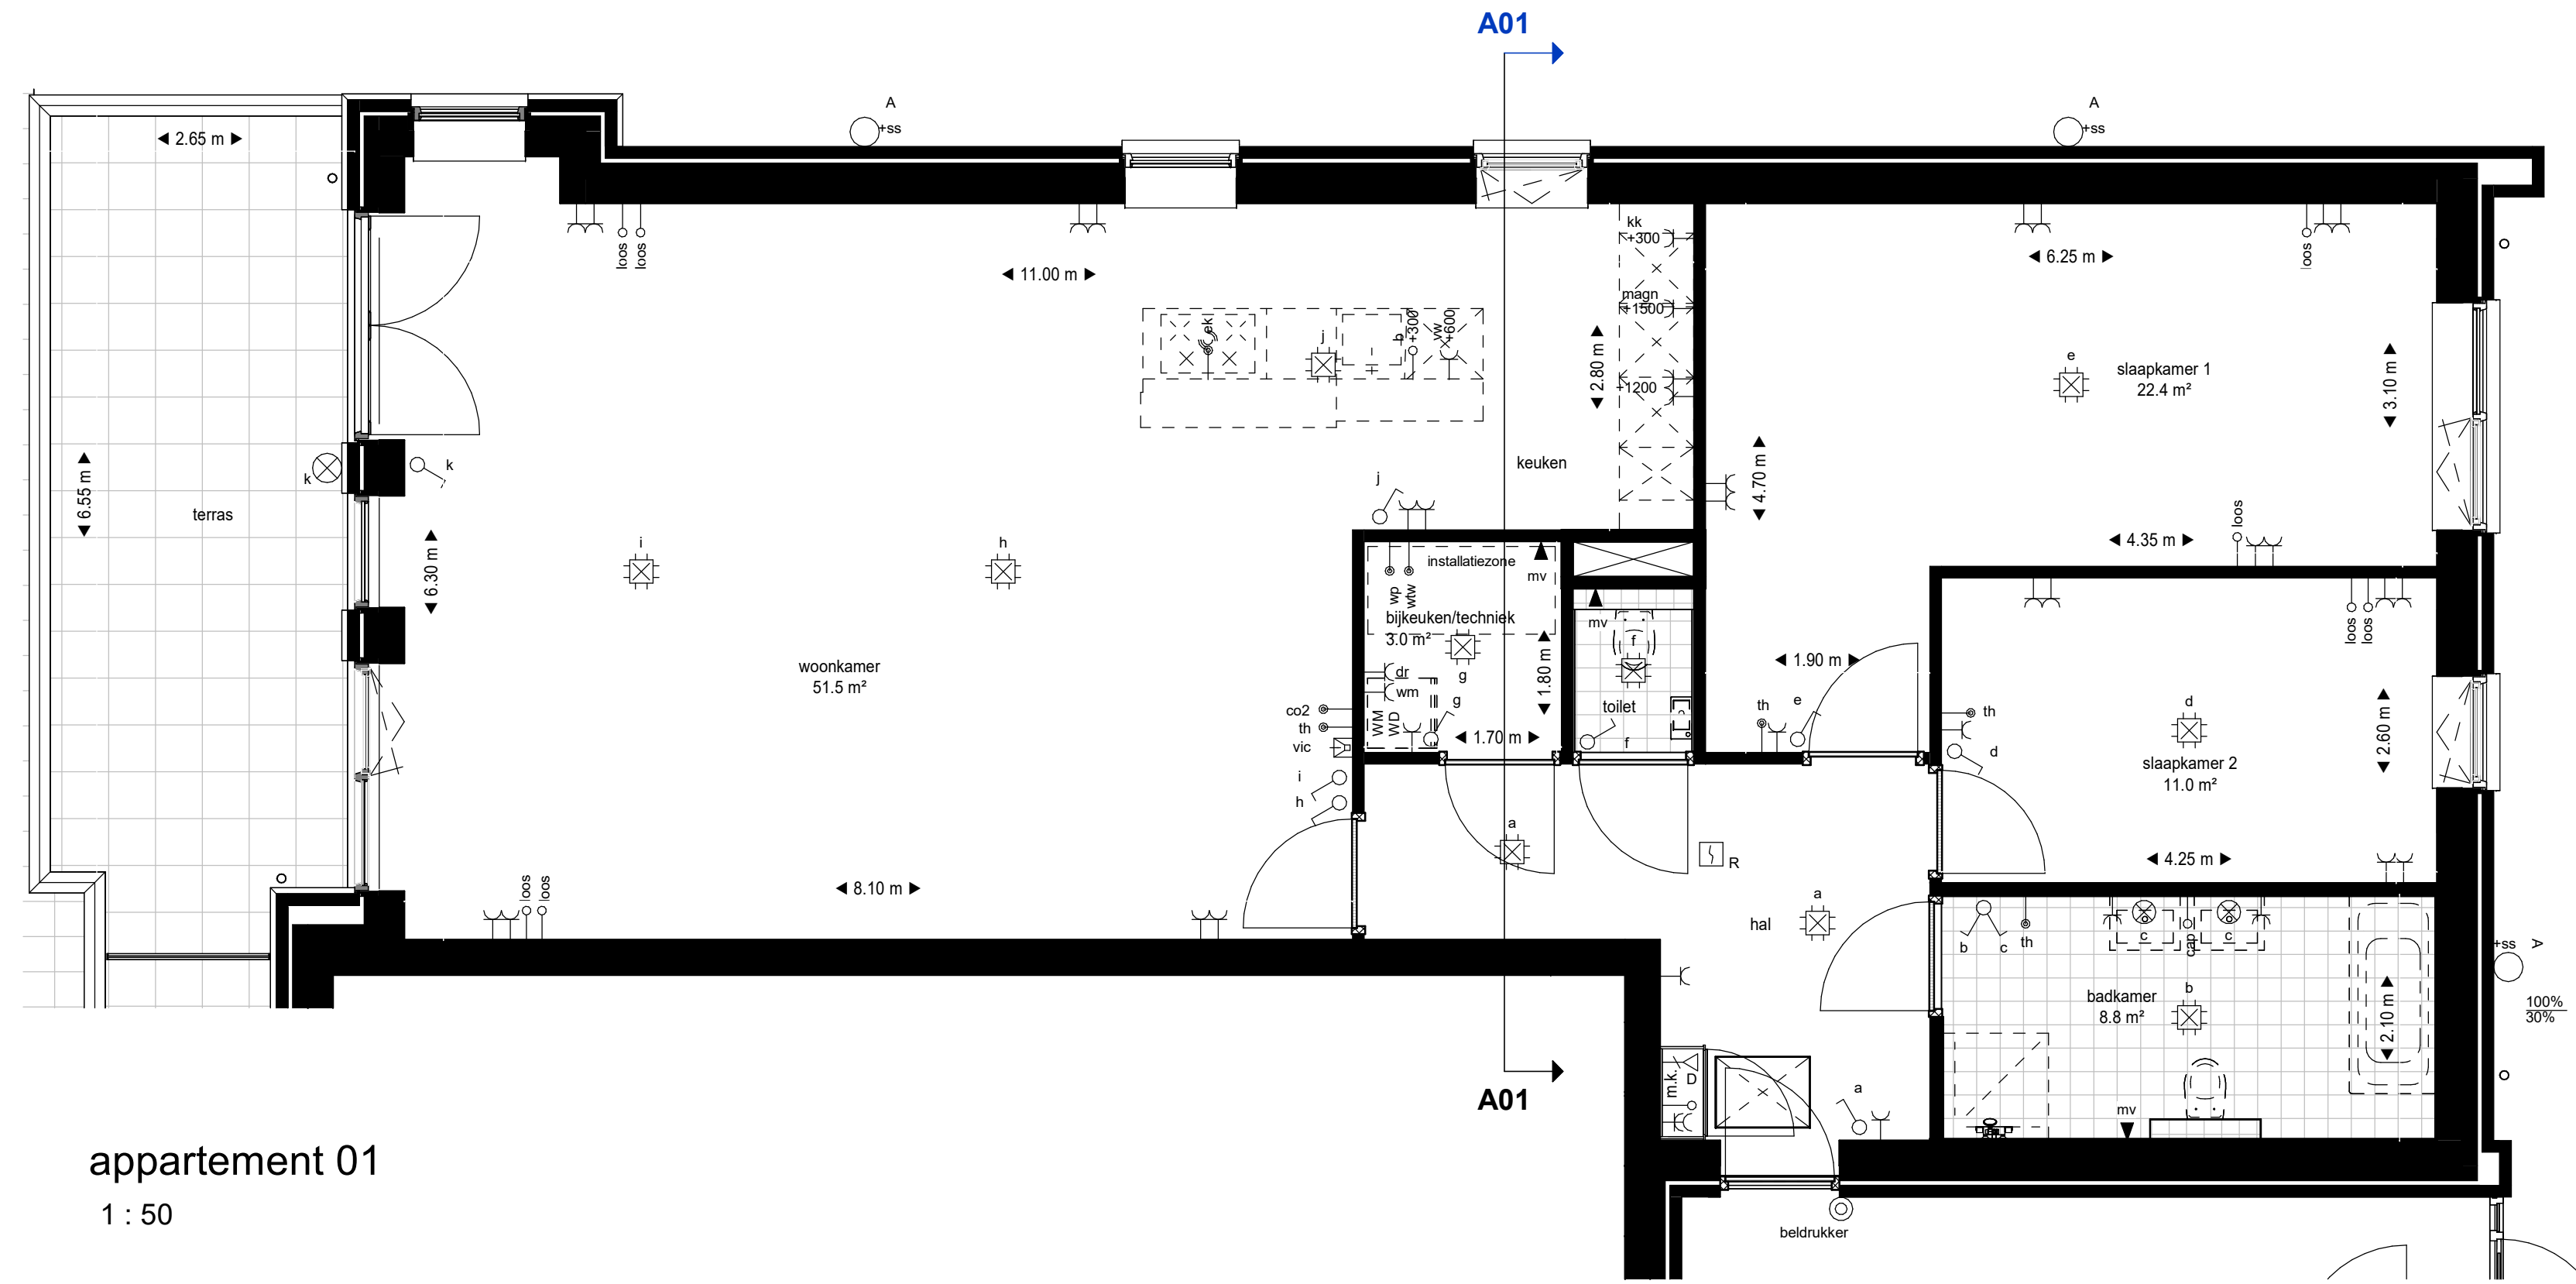 A01
A
+ss
A
+ss
2.65 m
kk
+300
loos
loos
11.00 m
6.25 m
loos
magn
+1500
ek
j
b
+300
vw
+600
2.80 m
+1200
e
slaapkamer 1
22.4 m²
3.10 m
k
k
6.55 m
terras
keuken
j
4.70 m
loos
4.35 m
i
h
6.30 m
installatiezone
mv
wp
wtw
bijkeuken/techniek
3.0 m²
mv
f
loos
loos
woonkamer
51.5 m²
1.80 m
1.90 m
g
dr
wm
g
WM
WD
toilet
th
e
th
d
2.60 m
co2
th
vic
1.70 m
f
d
slaapkamer 2
11.0 m²
i
h
a
R
4.25 m
8.10 m
loos
loos
a
hal
b
c
th
c
cap
c
+ss
A
badkamer
8.8 m²
b
2.10 m
100%
30%
m.k.
D
a
mv
A01
appartement 01
1 : 50
beldrukker